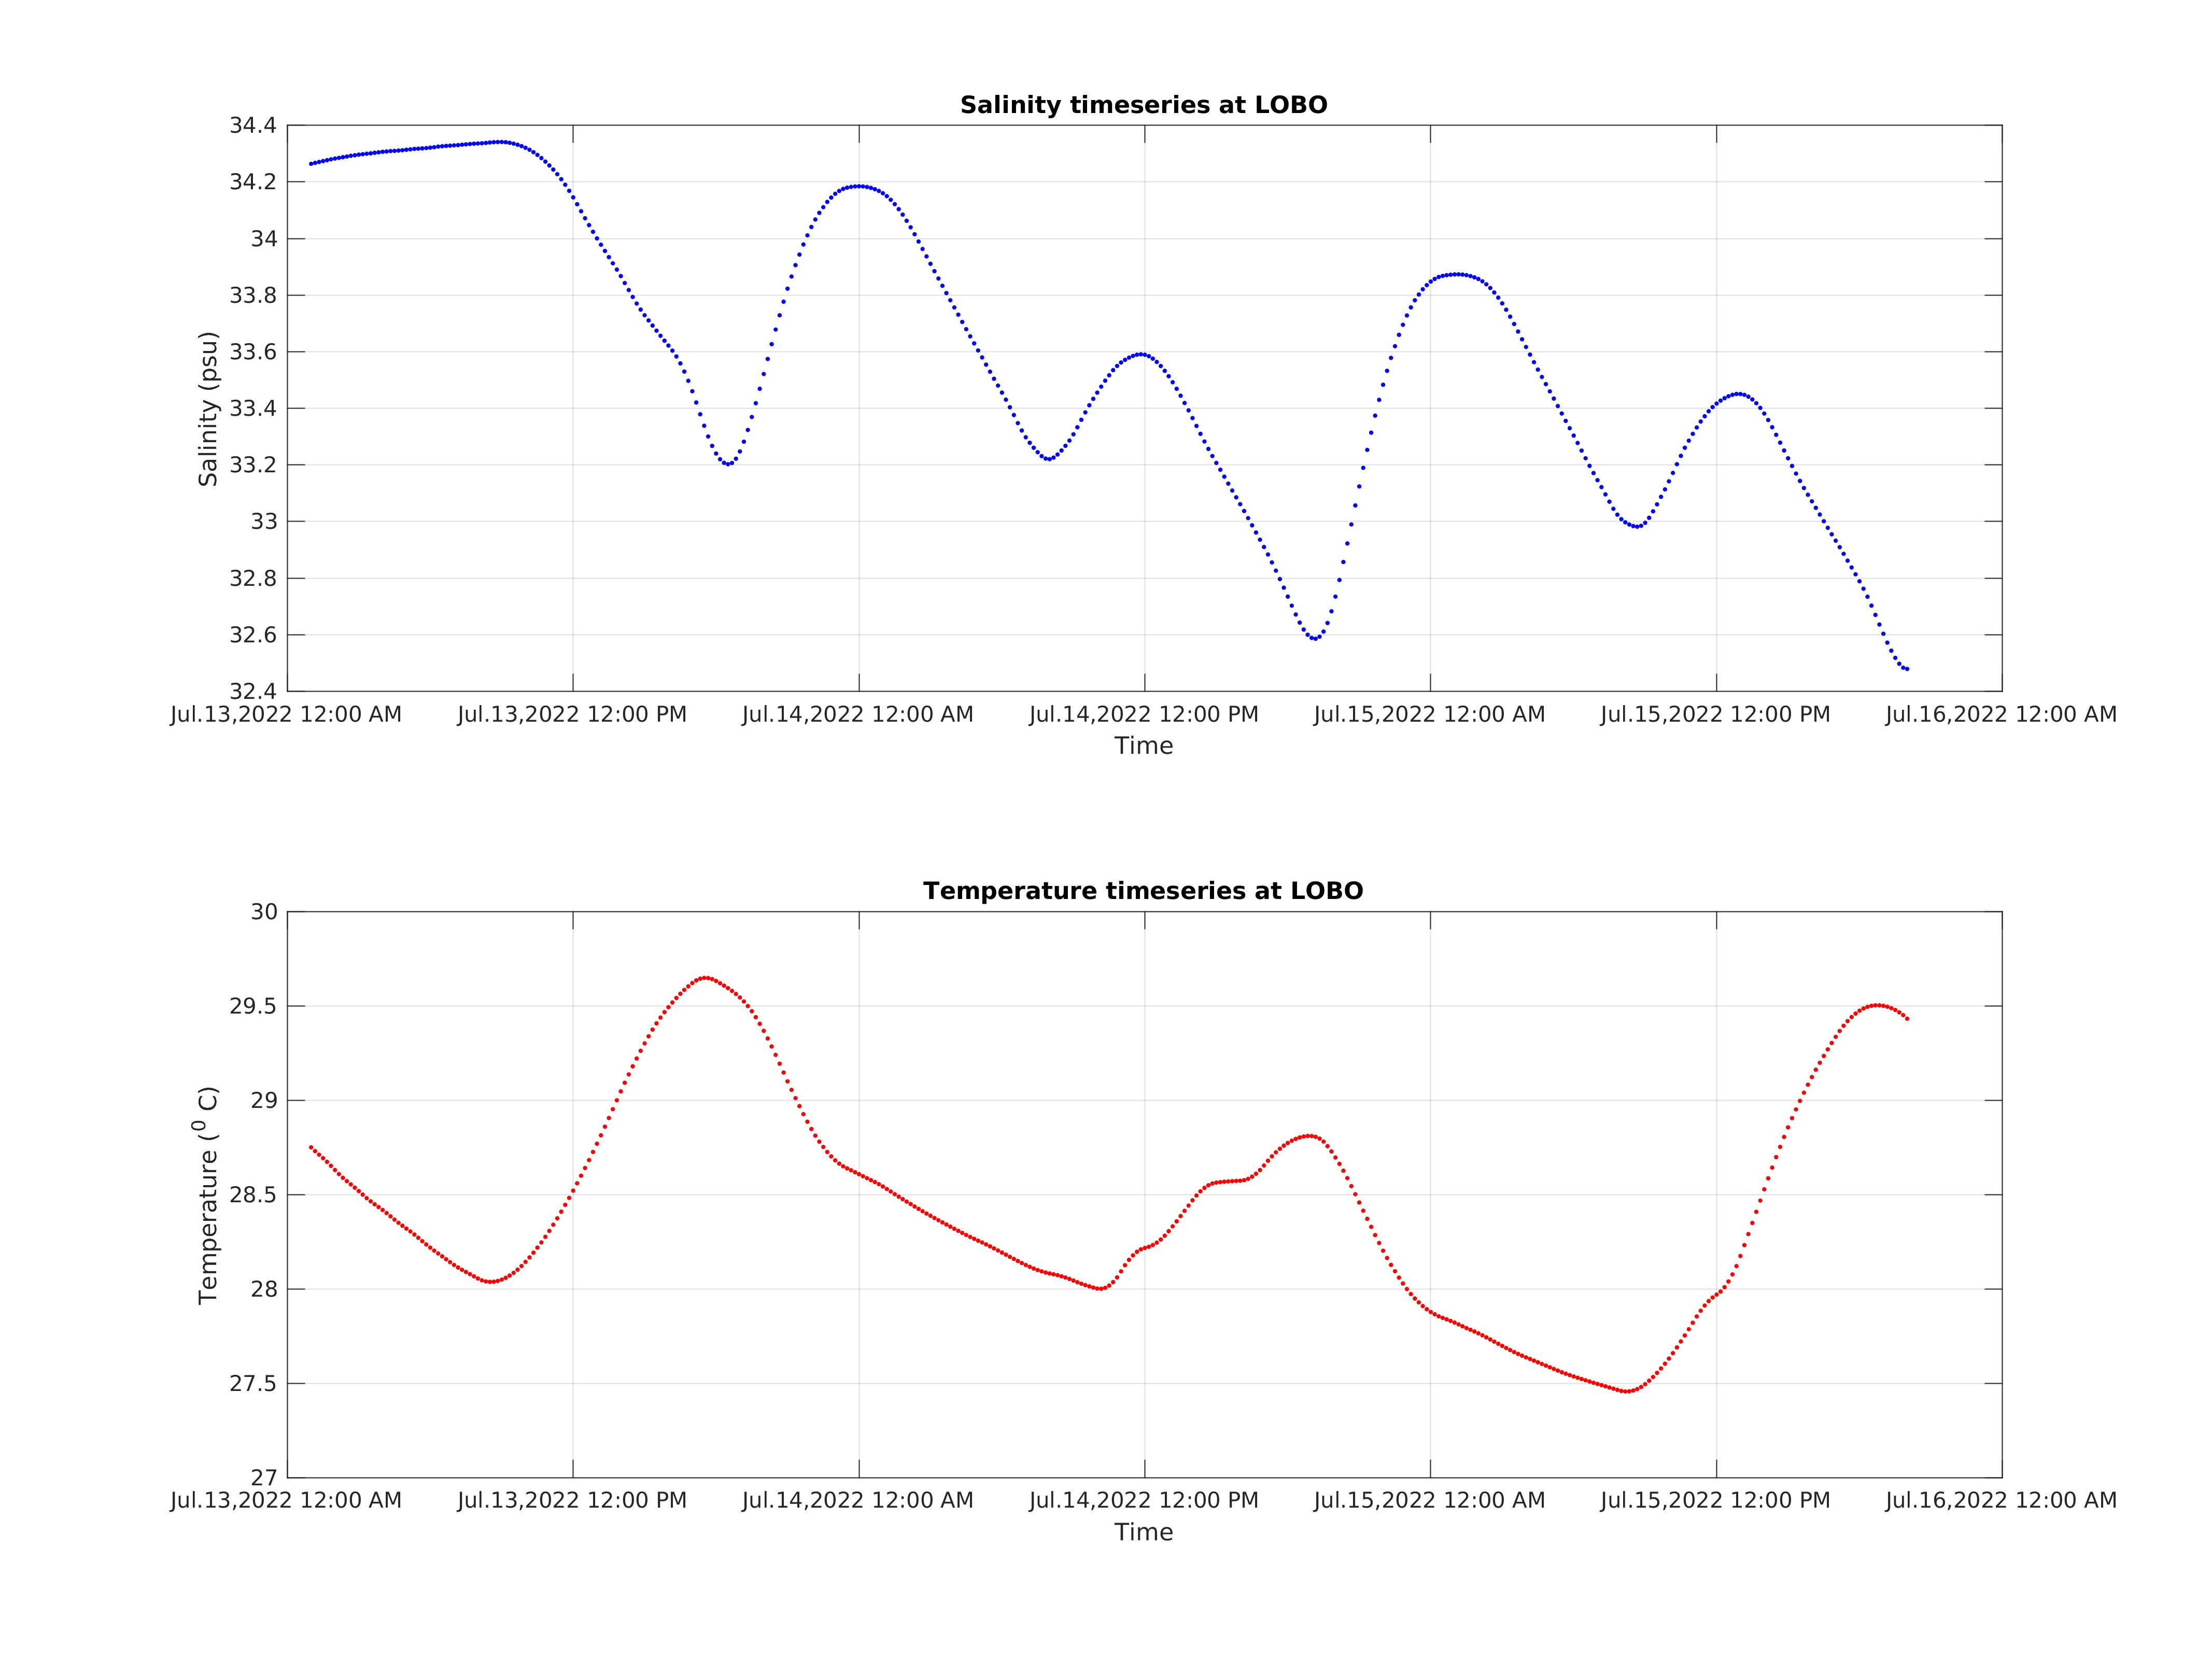 Salinity timeseries at LOBO
34.4
34.2
34
33.8
33.6
33.4
33.2
33
32.8
32.6
32.4
Salinity (psu)
Jul.13,2022 12:00 AM Jul.13,2022 12:00 PM Jul.14,2022 12:00 AM Jul.14,2022 12:00 PM Jul.15,2022 12:00 AM Jul.15,2022 12:00 PM Jul.16,2022 12:00 AM
Time
Temperature timeseries at LOBO
30
29.5
29
28.5
28
27.5
27
Temperature (⁰ C)
Jul.13,2022 12:00 AM Jul.13,2022 12:00 PM Jul.14,2022 12:00 AM Jul.14,2022 12:00 PM Jul.15,2022 12:00 AM Jul.15,2022 12:00 PM Jul.16,2022 12:00 AM
Time